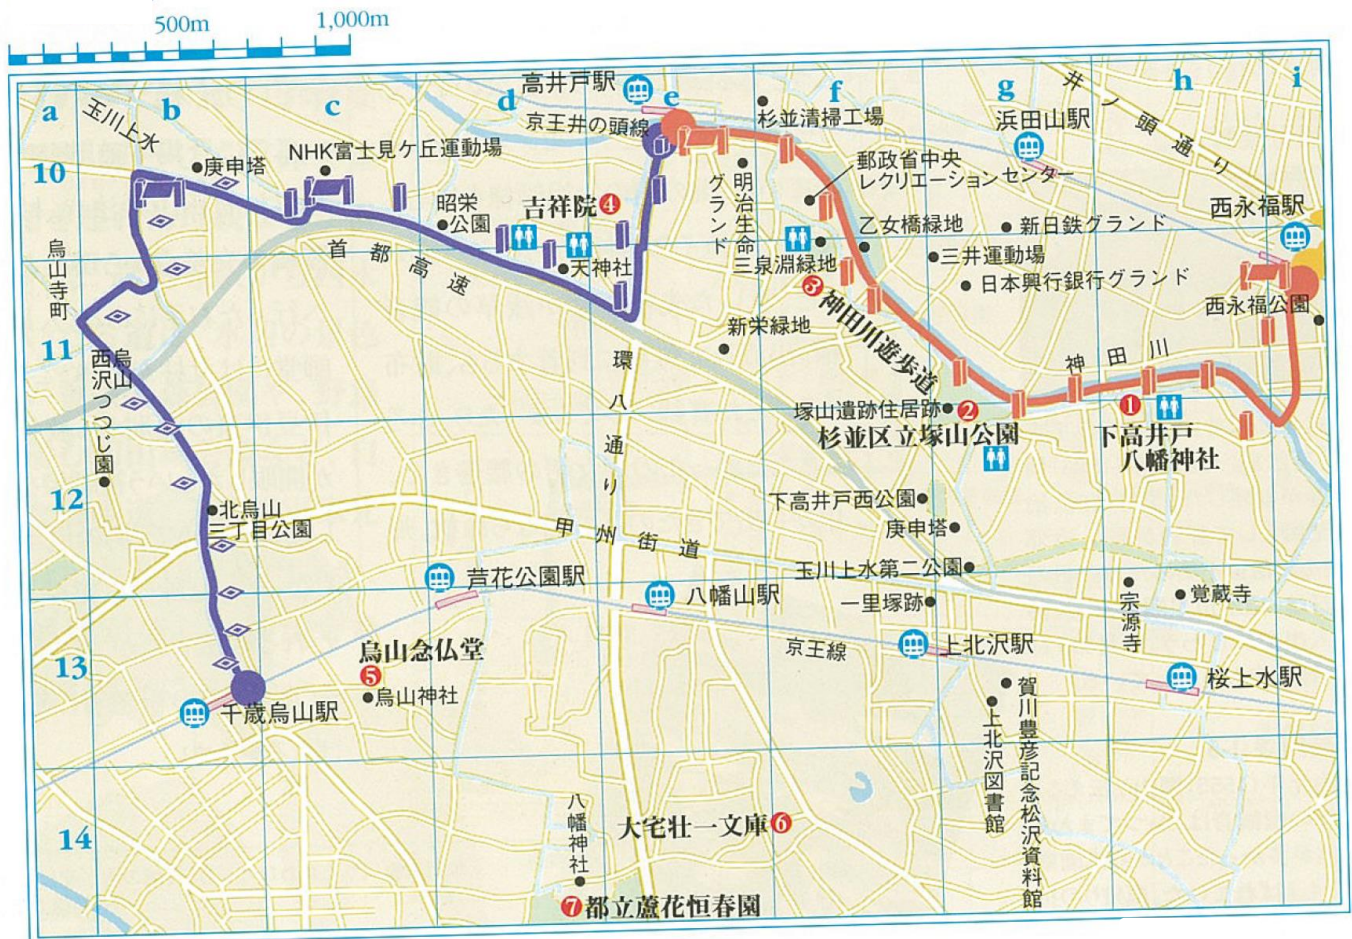 500m
1,000m
a
b
c
d
e
f
g
h
i
10
11
12
13
14
高井戸駅
京王井の頭線
杉並清掃工場
浜田山駅
井ノ頭通り
玉川上水
庚申塔
NHK富士見ケ丘運動場
昭栄
公園
吉祥院❹
明治生命
グランド
郵政省中央
レクリエーションセンター
乙女橋緑地
新日鉄グランド
西永福駅
三泉淵緑地
三井運動場
日本興行銀行グランド
西永福公園
烏山寺町
首都高速
天神社
❸
神田川遊歩道
新栄緑地
神田川
環八通り
西沢つつじ園
烏山
塚山遺跡住居跡
❷
杉並区立塚山公園
❶
下高井戸
八幡神社
北烏山
三丁目公園
下高井戸西公園
庚申塔
甲州街道
玉川上水第二公園
芦花公園駅
八幡山駅
一里塚跡
宗源寺
覚蔵寺
京王線
上北沢駅
桜上水駅
烏山念仏堂
❺
烏山神社
千歳烏山駅
賀川豊彦記念松沢資料館
上北沢図書館
八幡神社
大宅壮一文庫❻
❼都立蘆花恒春園